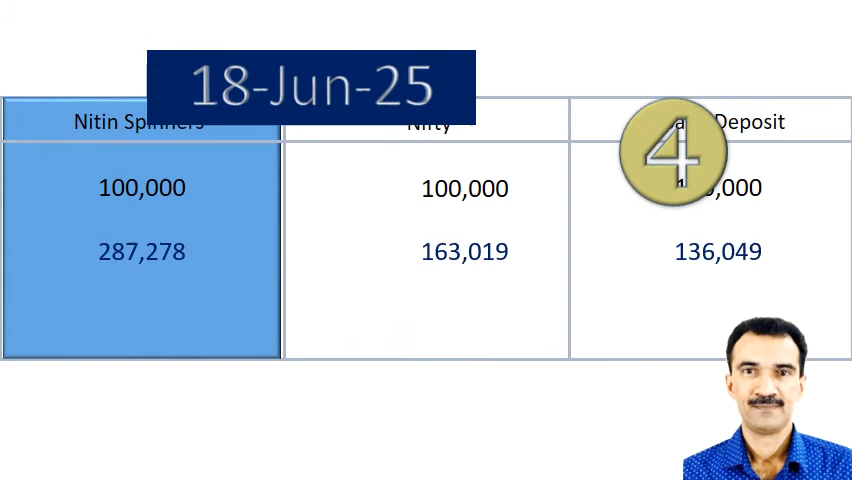 18-Jun-25
4
Nitin Spinners
Nifty
Deposit
100,000
100,000
287,278
163,019
136,049